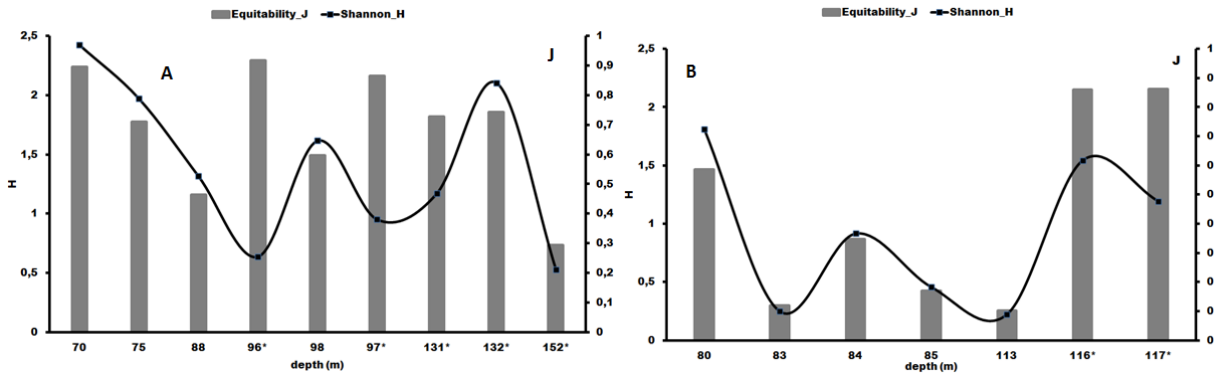 Equitability_J Shannon_H
A
J
2,5
2
1,5
1
0,5
0
H
1
0,9
0,8
0,7
0,6
0,5
0,4
0,3
0,2
0,1
0
70 75 88 96* 98 97* 131* 132* 152*
depth (m)
Equitability_J Shannon_H
B
J
2,5
2
1,5
1
0,5
0
H
1
0
0
0
0
0
0
0
0
0
0
80 83 84 85 113 116* 117*
depth (m)